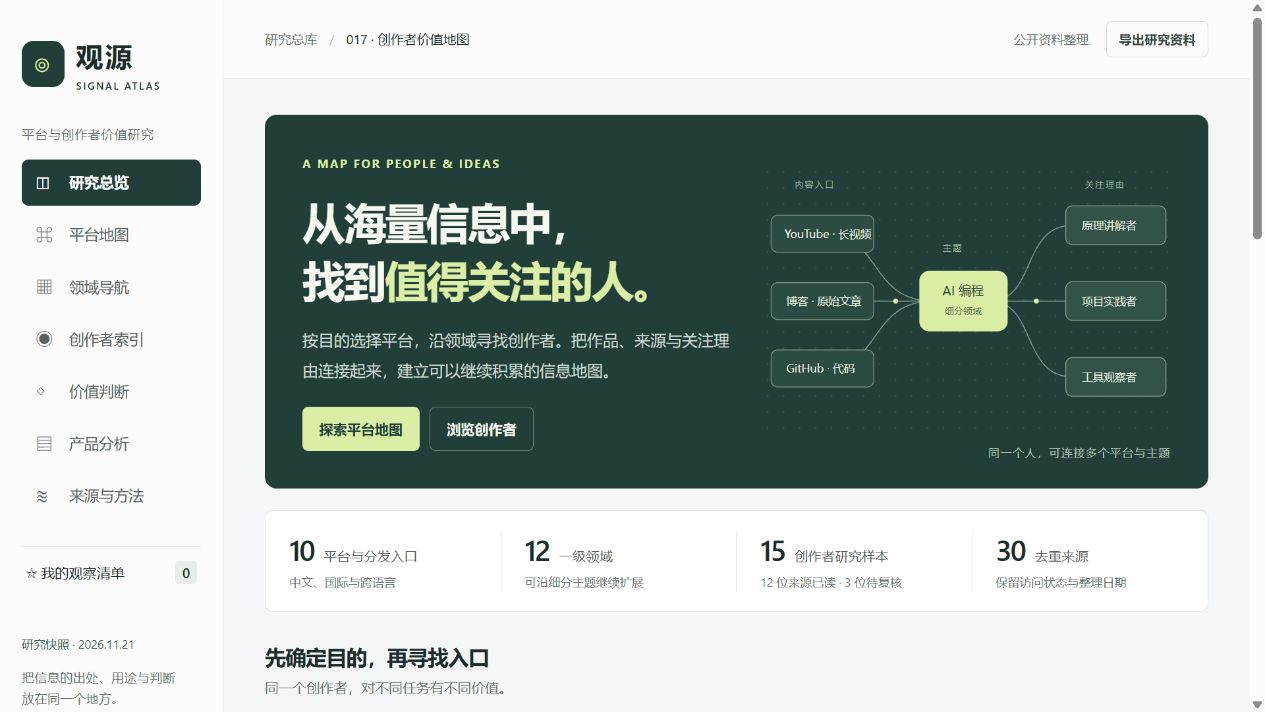 观源
SIGNAL ATLAS
平台与创作者价值研究
研究总览
平台地图
领域导航
创作者索引
价值判断
产品分析
来源与方法
☆ 我的观察清单 0
研究快照 · 2026.11.21
把信息的出处、用途与判断
放在同一个地方。
研究总库 / 017 · 创作者价值地图
公开资料整理
导出研究资料
A MAP FOR PEOPLE & IDEAS
从海量信息中，
找到值得关注的人。
按目的选择平台，沿领域寻找创作者。把作品、来源与关注理
由连接起来，建立可以继续积累的信息地图。
探索平台地图
浏览创作者
内容入口
YouTube · 长视频
博客 · 原始文章
GitHub · 代码
主题
AI 编程
细分领域
关注理由
原理讲解者
项目实践者
工具观察者
同一个人，可连接多个平台与主题
10 平台与分发入口
中文、国际与跨语言
12 一级领域
可沿细分主题继续扩展
15 创作者研究样本
12 位来源已读 · 3 位待复核
30 去重来源
保留访问状态与整理日期
先确定目的，再寻找入口
同一个创作者，对不同任务有不同价值。